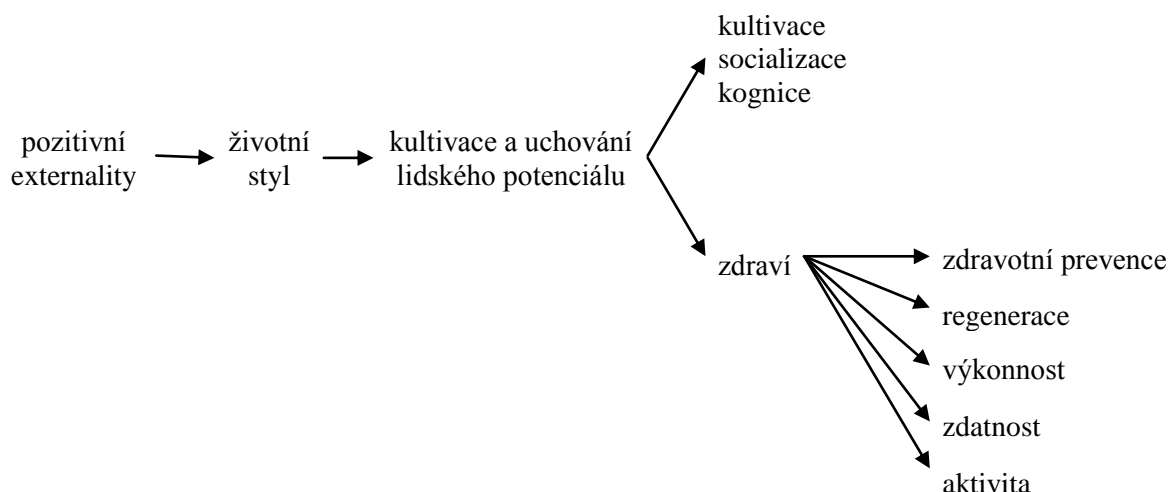 kultivace
socializace
kognice
pozitivní
externality
životní
styl
kultivace a uchování
lidského potenciálu
zdraví
zdravotní prevence
regenerace
výkonnost
zdatnost
aktivita